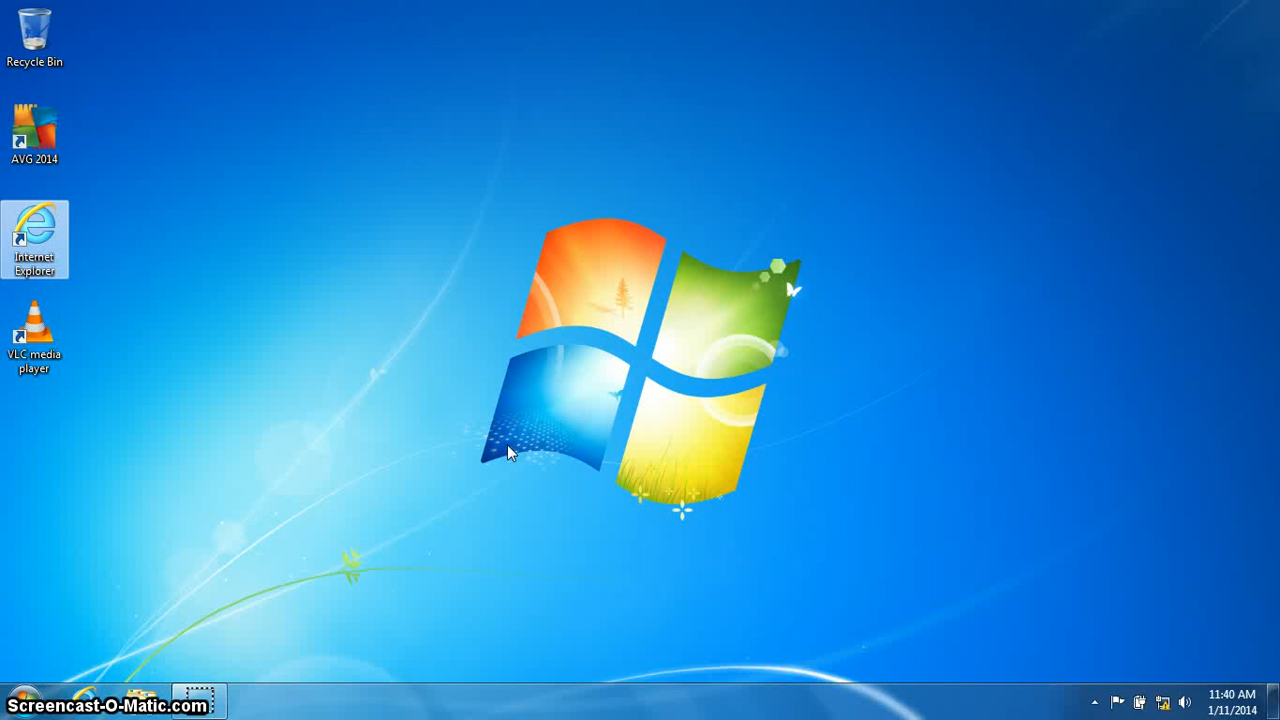 Recycle Bin
AVG 2014
Internet
Explorer
VLC media
player
Screencast-O-Matic.com
11:40 AM
1/11/2014